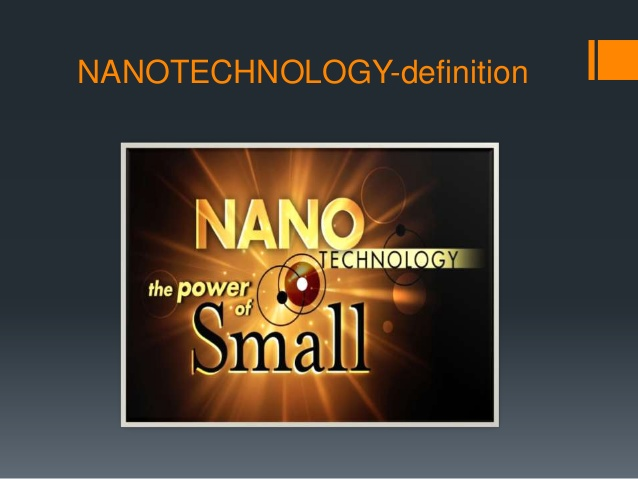 NANOTECHNOLOGY-definition
NANO
TECHNOLOGY
the power
of
Small